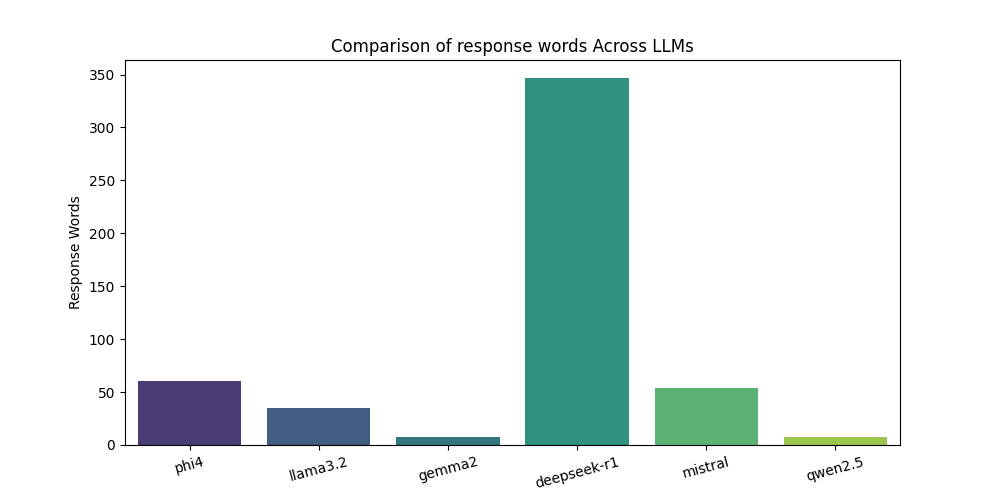 Comparison of response words Across LLMs
Response Words
350
300
250
200
150
100
50
0
phi4
llama3.2
gemma2
deepseek-r1
mistral
qwen2.5